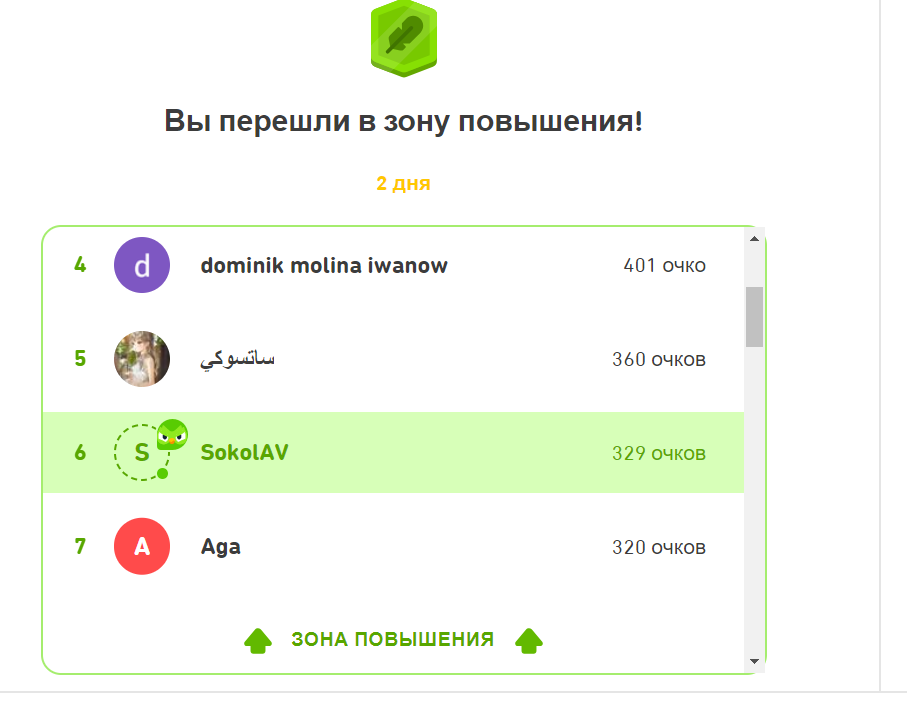 Вы перешли в зону повышения!
2 дня
4 d dominik molina iwanow 401 очко
5 ساتسوكي 360 очков
6 S SokolAV 329 очков
7 A Aga 320 очков
ЗОНА ПОВЫШЕНИЯ